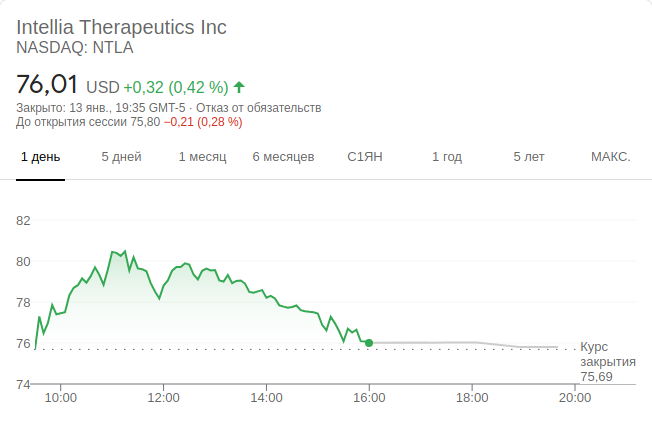 Intellia Therapeutics Inc
NASDAQ: NTLA
76,01 USD +0,32 (0,42 %)
Закрыто: 13 янв., 19:35 GMT-5 · Отказ от обязательств
До открытия сессии 75,80 −0,21 (0,28 %)
1 день 5 дней 1 месяц 6 месяцев С1ЯН 1 год 5 лет МАКС.
82
80
78
76
Курс
закрытия
75,69
74
10:00 12:00 14:00 16:00 18:00 20:00